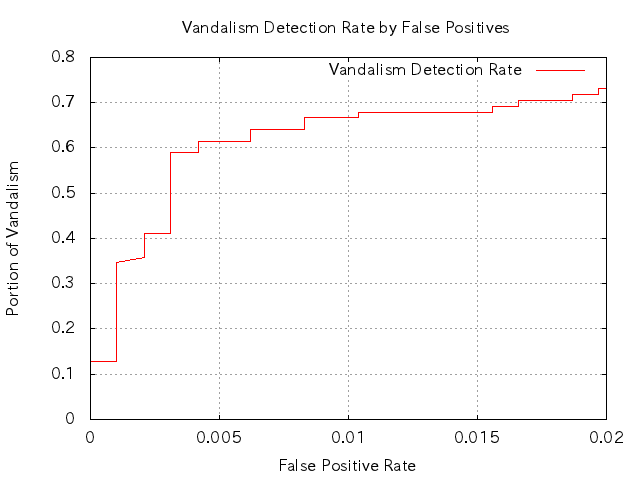 Vandalism Detection Rate by False Positives
Vandalism Detection Rate
Portion of Vandalism
0.8
0.7
0.6
0.5
0.4
0.3
0.2
0.1
0
0 0.005 0.01 0.015 0.02
False Positive Rate